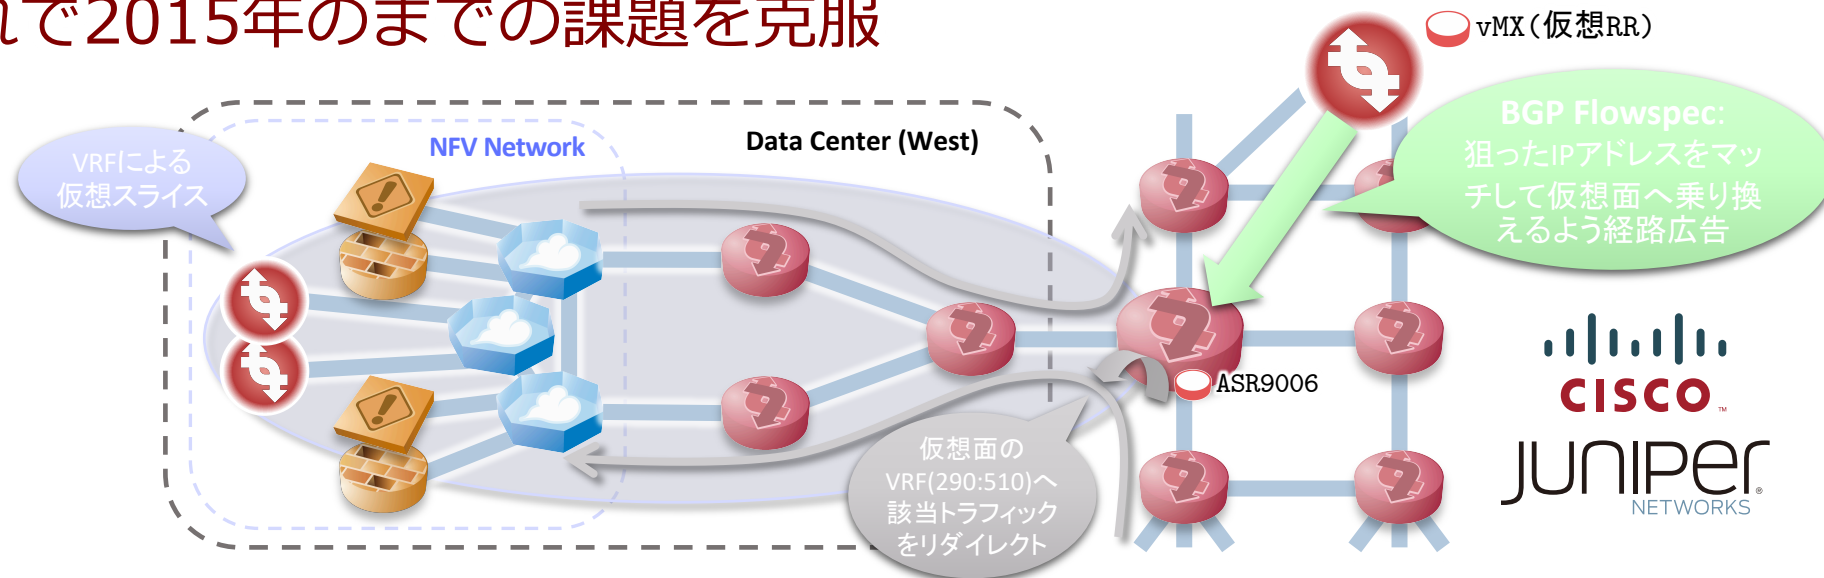 れで2015年のまでの課題を克服
vMX(仮想RR)
BGP Flowspec:
狙ったIPアドレスをマッ
チして仮想面へ乗り換
えるよう経路広告
NFV Network
Data Center (West)
VRFによる
仮想スライス
ASR9006
仮想面の
VRF(290:510)へ
該当トラフィック
をリダイレクト
CISCO™
JUNIPER®
NETWORKS